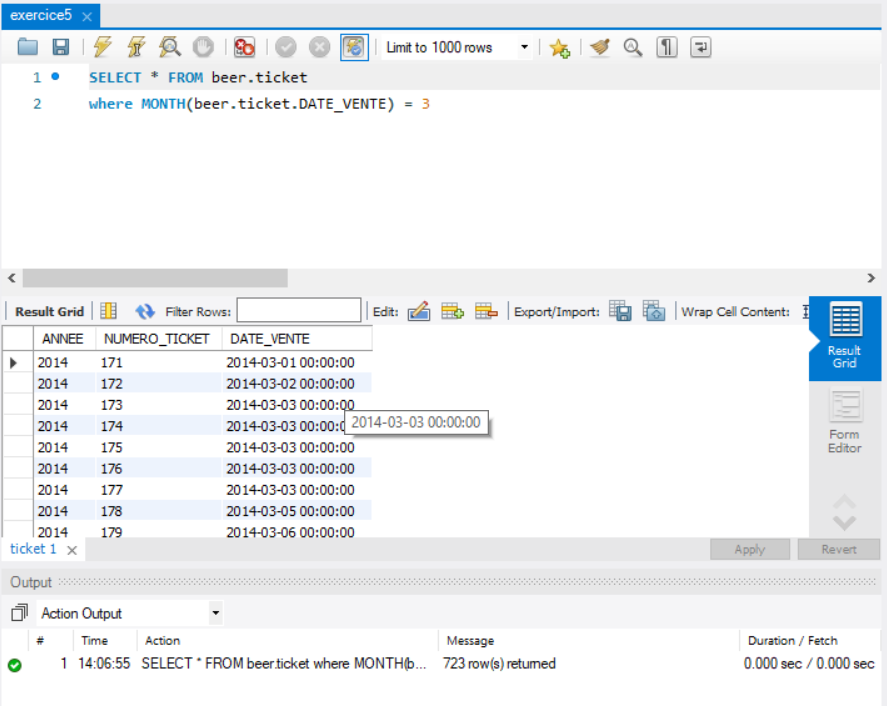 exercice5 ×
Limit to 1000 rows
1 SELECT * FROM beer.ticket
2 where MONTH(beer.ticket.DATE_VENTE) = 3
Result Grid Filter Rows: Edit: Export/Import: Wrap Cell Content:
ANNEE NUMERO_TICKET DATE_VENTE
2014 171 2014-03-01 00:00:00
2014 172 2014-03-02 00:00:00
2014 173 2014-03-03 00:00:00
2014 174 2014-03-03 00:00:0
2014-03-03 00:00:00
2014 175 2014-03-03 00:00:00
2014 176 2014-03-03 00:00:00
2014 177 2014-03-03 00:00:00
2014 178 2014-03-05 00:00:00
2014 179 2014-03-06 00:00:00
Result
Grid
Form
Editor
ticket 1 ×
Apply Revert
Output
Action Output
# Time Action Message Duration / Fetch
1 14:06:55 SELECT * FROM beer.ticket where MONTH(b... 723 row(s) returned 0.000 sec / 0.000 sec